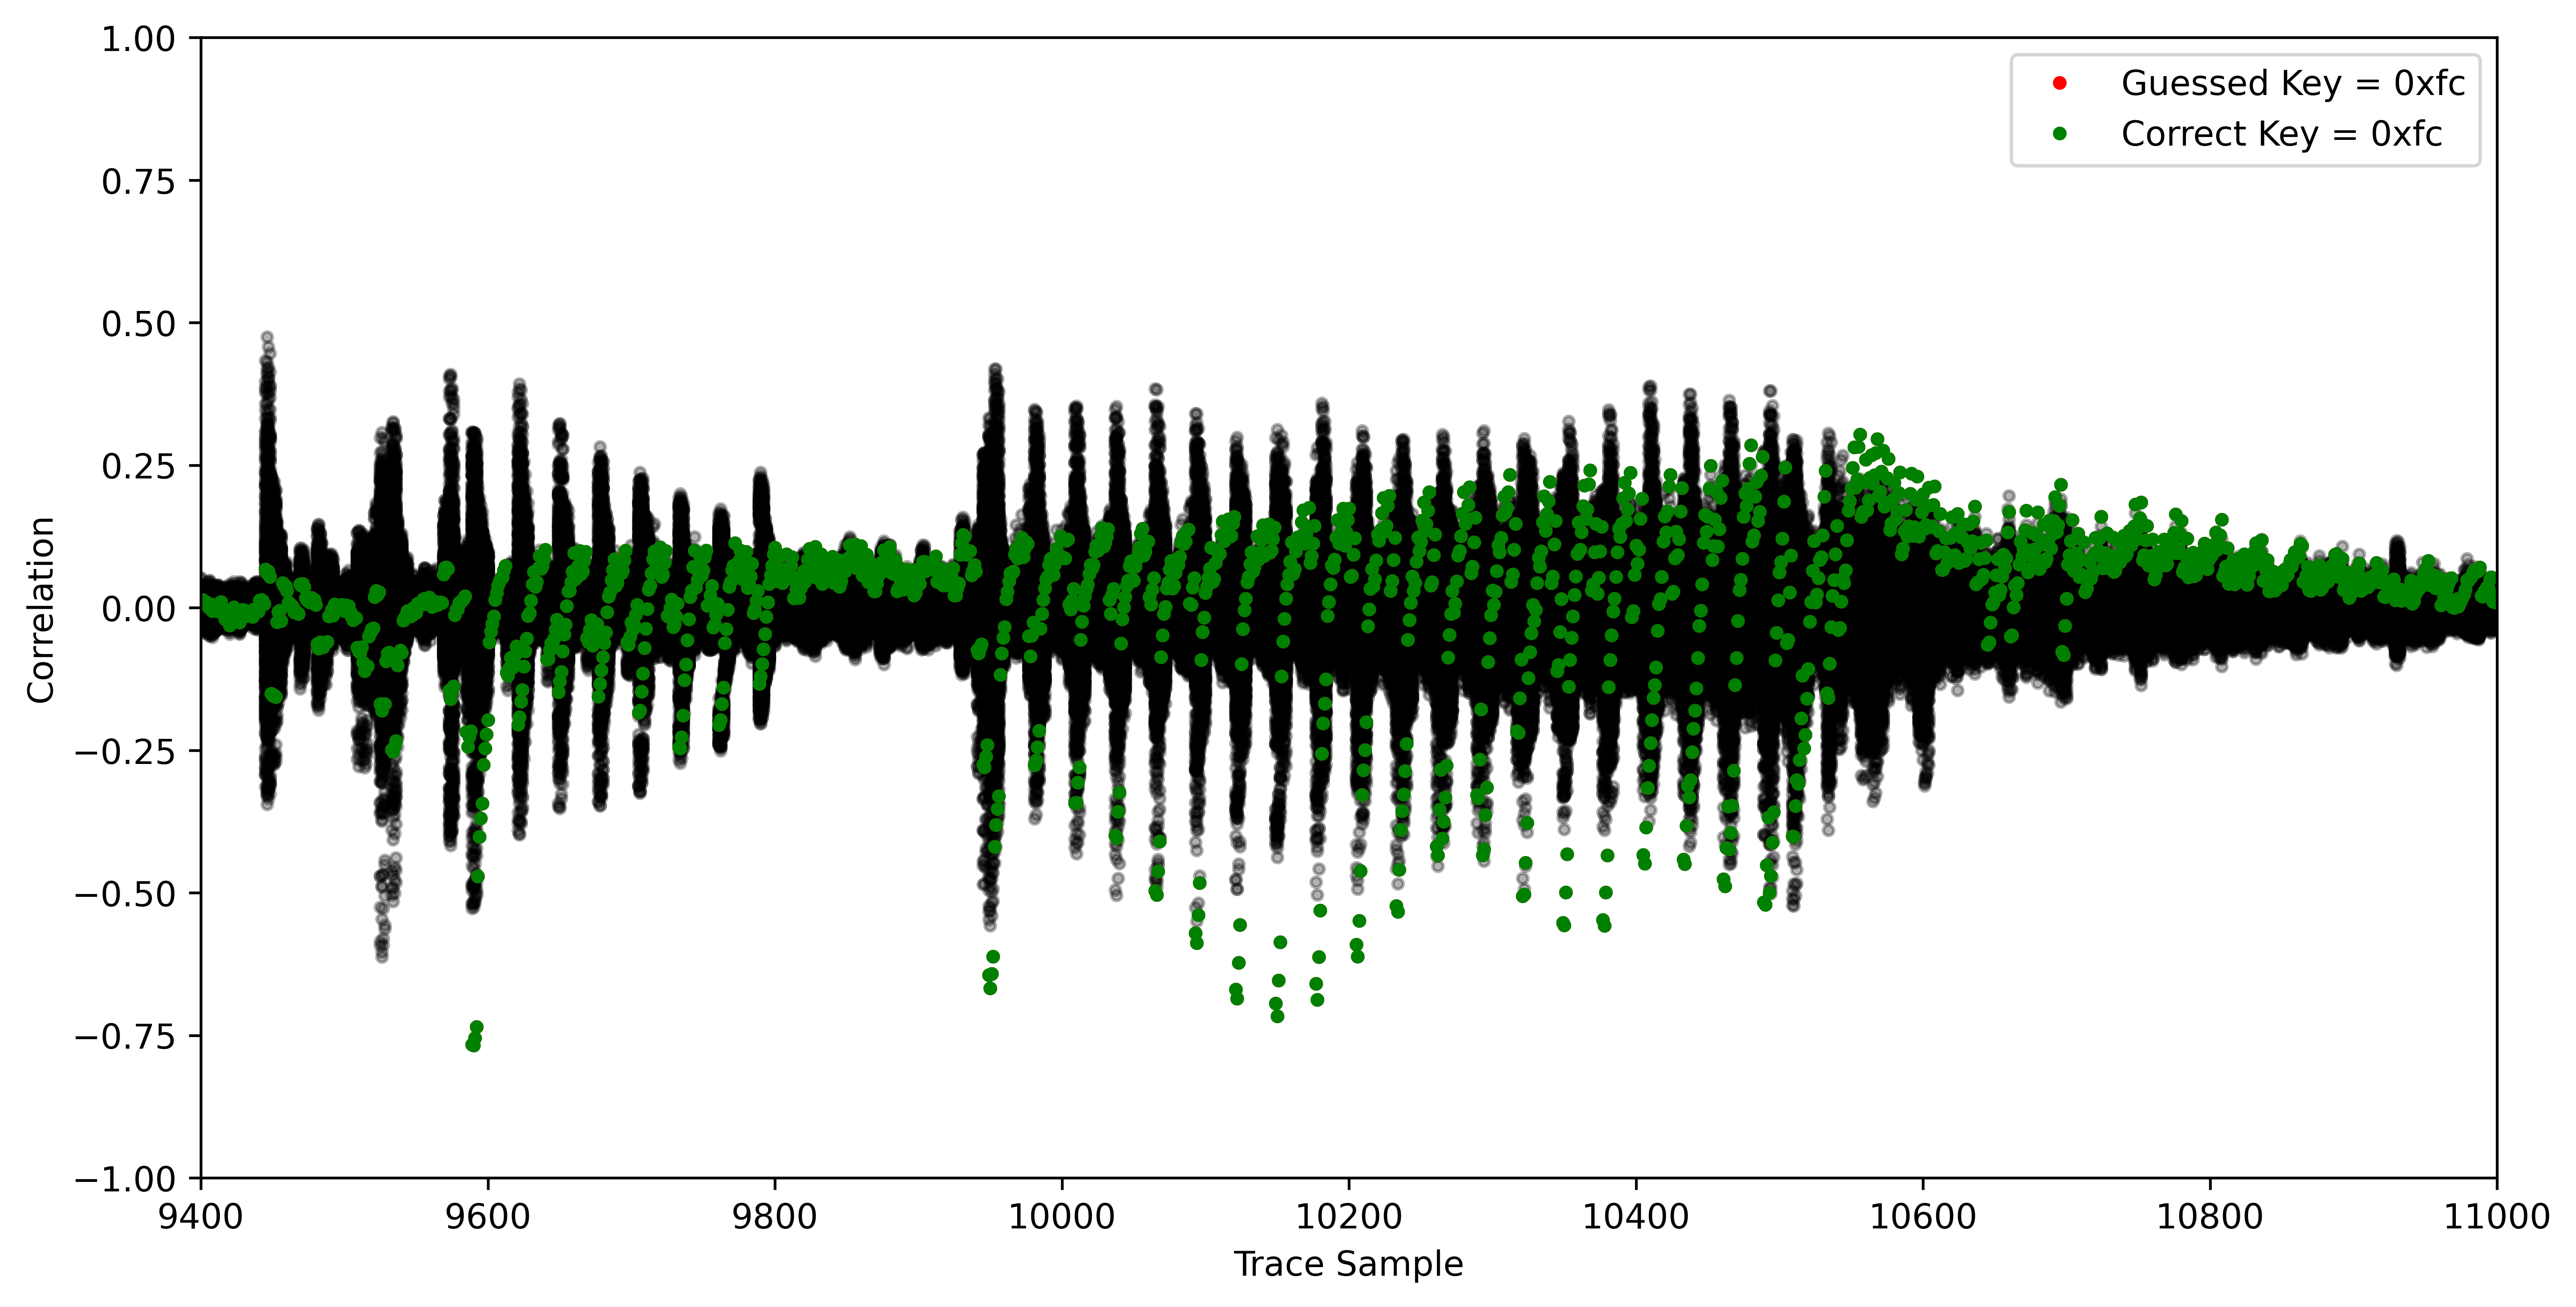 1.00
0.75
0.50
0.25
0.00
−0.25
−0.50
−0.75
−1.00
Correlation
Guessed Key = 0xfc
Correct Key = 0xfc
9400 9600 9800 10000 10200 10400 10600 10800 11000
Trace Sample